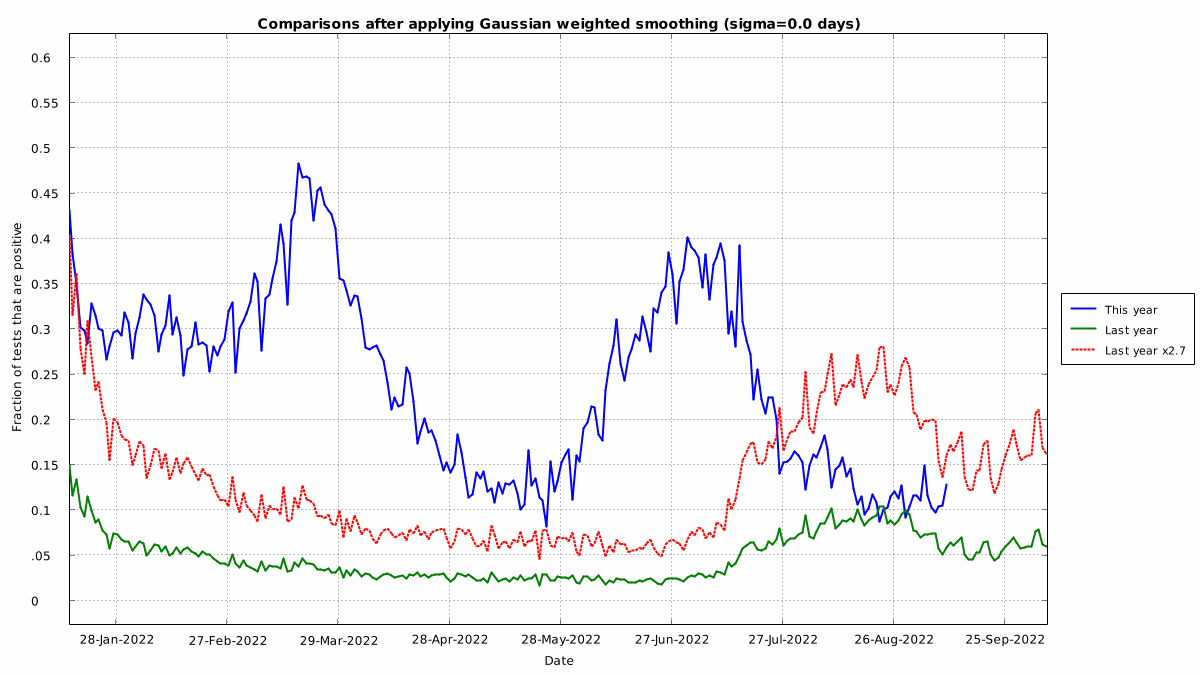 Comparisons after applying Gaussian weighted smoothing (sigma=0.0 days)
0.6
0.55
0.5
0.45
0.4
0.35
0.3
0.25
0.2
0.15
0.1
.05
0
Fraction of tests that are positive
28-Jan-2022
27-Feb-2022
29-Mar-2022
28-Apr-2022
28-May-2022
27-Jun-2022
27-Jul-2022
26-Aug-2022
25-Sep-2022
Date
This year
Last year
Last year x2.7